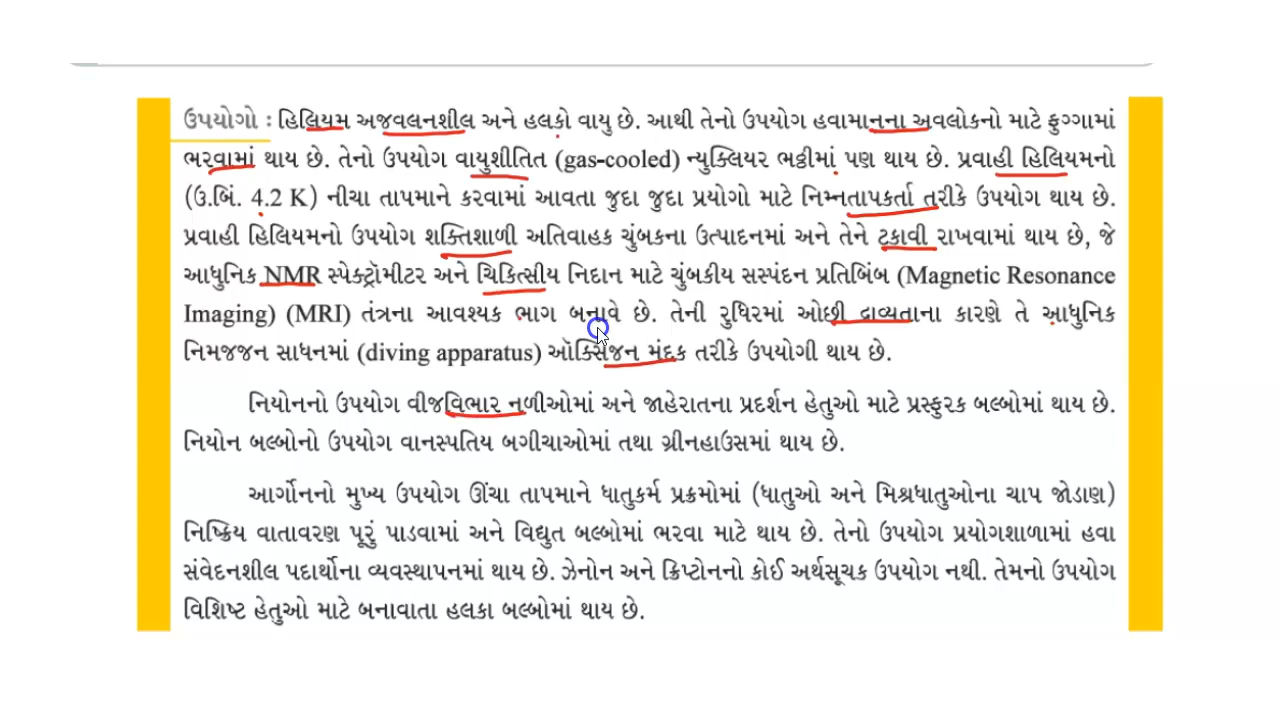 ઉપયોગો : હિલિયમ અજવલનશીલ અને હલકો વાયુ છે. આથી તેનો ઉપયોગ હવામાનના અવલોકનો માટે ફુગ્ગામાં
ભરવામાં થાય છે. તેનો ઉપયોગ વાયુશીતિત (gas-cooled) ન્યુક્લિયર ભઠ્ઠીમાં પણ થાય છે. પ્રવાહી હિલિયમનો
(ઉ.બિં. 4.2 K) નીચા તાપમાને કરવામાં આવતા જુદા જુદા પ્રયોગો માટે નિમ્નતાપકર્તા તરીકે ઉપયોગ થાય છે.
પ્રવાહી હિલિયમનો ઉપયોગ શક્તિશાળી અતિવાહક ચુંબકના ઉત્પાદનમાં અને તેને ટકાવી રાખવામાં થાય છે, જે
આધુનિક NMR સ્પેક્ટ્રૉમીટર અને ચિકિત્સીય નિદાન માટે ચુંબકીય સસ્પંદન પ્રતિબિંબ (Magnetic Resonance
Imaging) (MRI) તંત્રના આવશ્યક ભાગ બનાવે છે. તેની રુધિરમાં ઓછી દ્રાવ્યતાના કારણે તે આધુનિક
નિમજજન સાધનમાં (diving apparatus) ઑક્સિજન મંદક તરીકે ઉપયોગી થાય છે.
નિયોનનો ઉપયોગ વીજવિભાર નળીઓમાં અને જાહેરાતના પ્રદર્શન હેતુઓ માટે પ્રસ્ફુરક બલ્બોમાં થાય છે.
નિયોન બલ્બોનો ઉપયોગ વાનસ્પતિય બગીચાઓમાં તથા ગ્રીનહાઉસમાં થાય છે.
આર્ગોનનો મુખ્ય ઉપયોગ ઊંચા તાપમાને ધાતુકર્મ પ્રક્રમોમાં (ધાતુઓ અને મિશ્રધાતુઓના ચાપ જોડાણ)
નિષ્ક્રિય વાતાવરણ પૂરું પાડવામાં અને વિદ્યુત બલ્બોમાં ભરવા માટે થાય છે. તેનો ઉપયોગ પ્રયોગશાળામાં હવા
સંવેદનશીલ પદાર્થોના વ્યવસ્થાપનમાં થાય છે. ઝેનોન અને ક્રિપ્ટોનનો કોઈ અર્થસૂચક ઉપયોગ નથી. તેમનો ઉપયોગ
વિશિષ્ટ હેતુઓ માટે બનાવાતા હલકા બલ્બોમાં થાય છે.